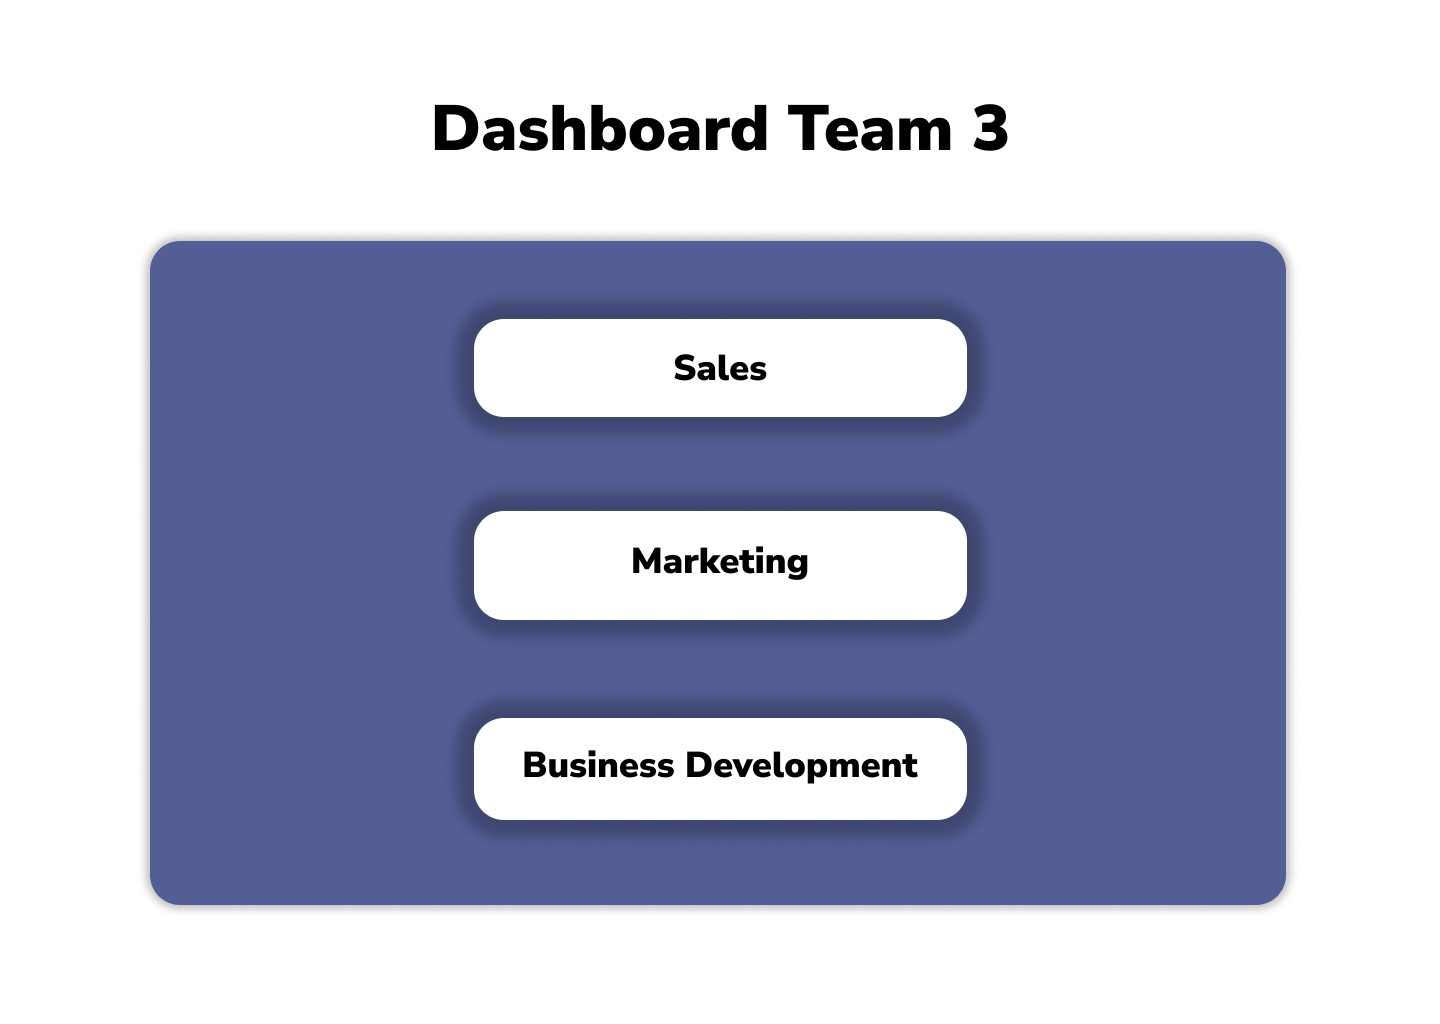 Dashboard Team 3
Sales
Marketing
Business Development